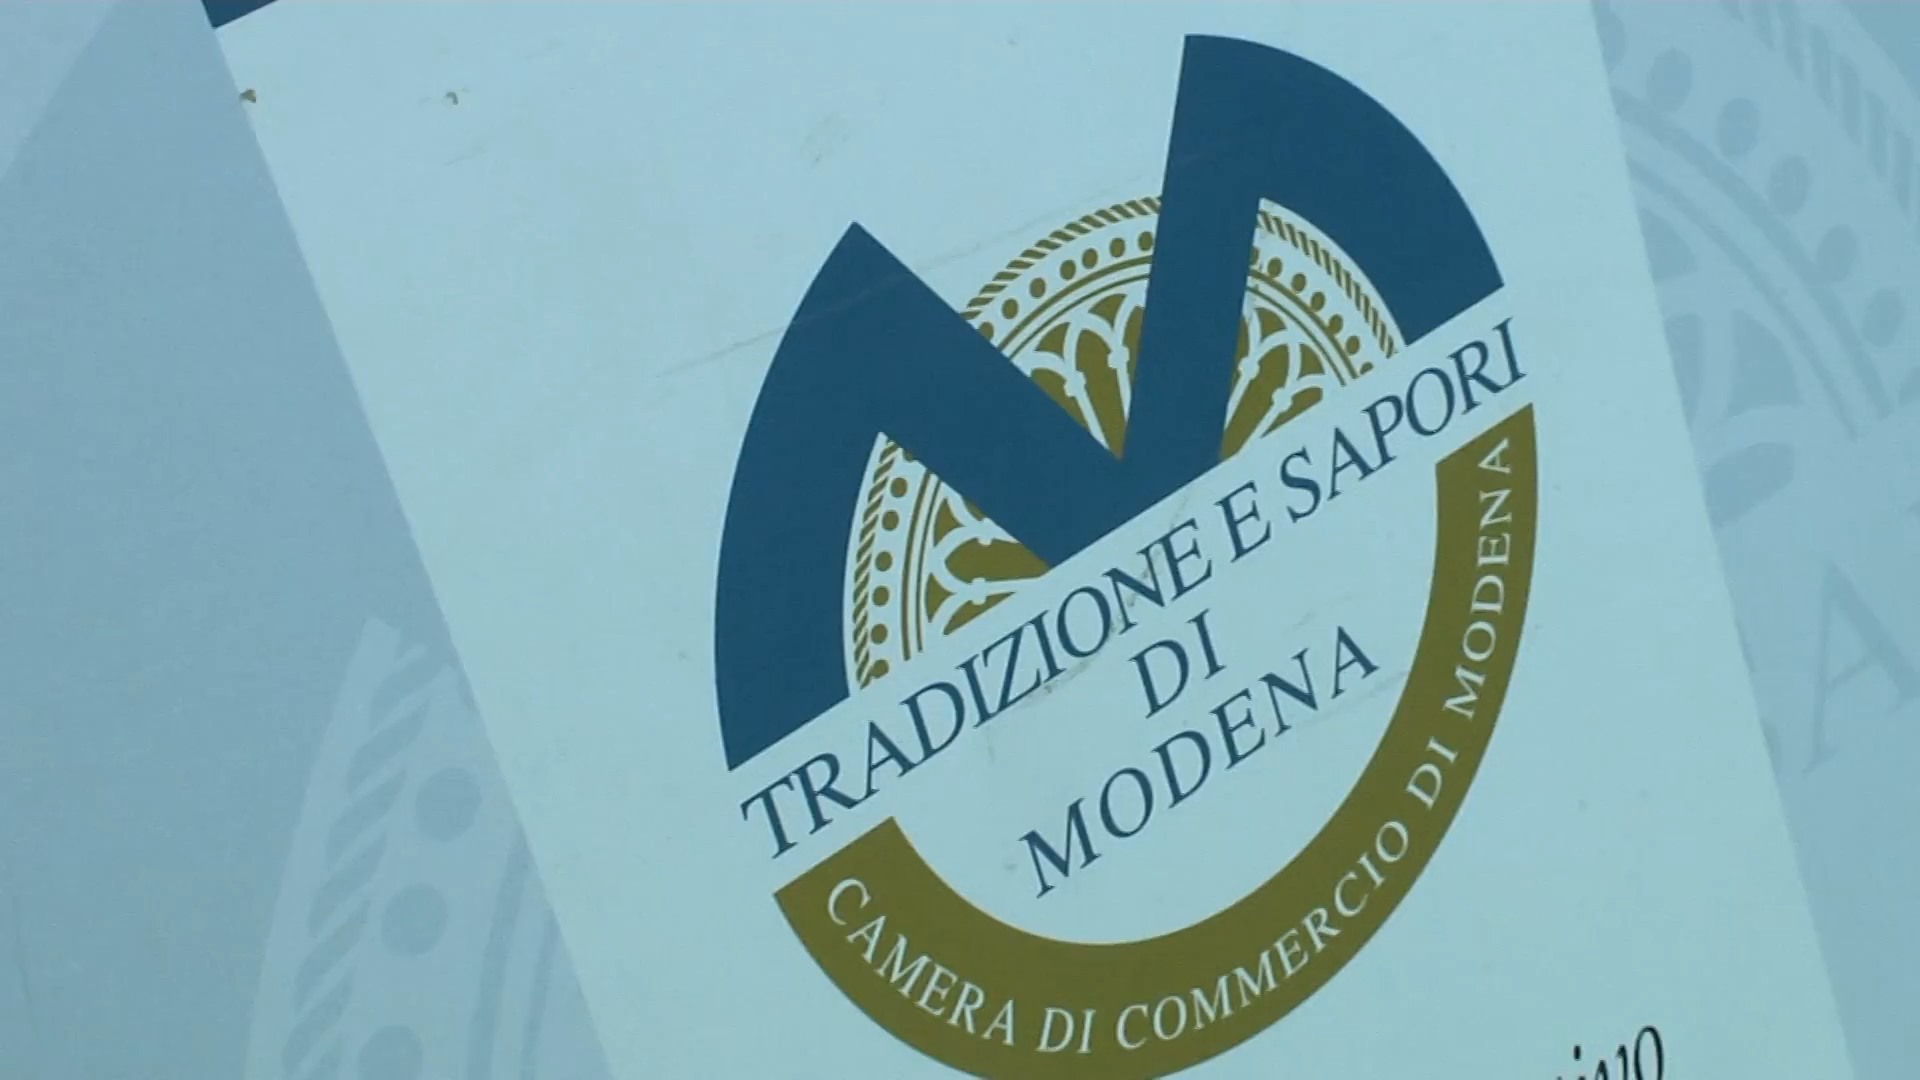 TRADIZIONE E SAPORI
DI
MODENA
CAMERA DI COMMERCIO DI MODENA